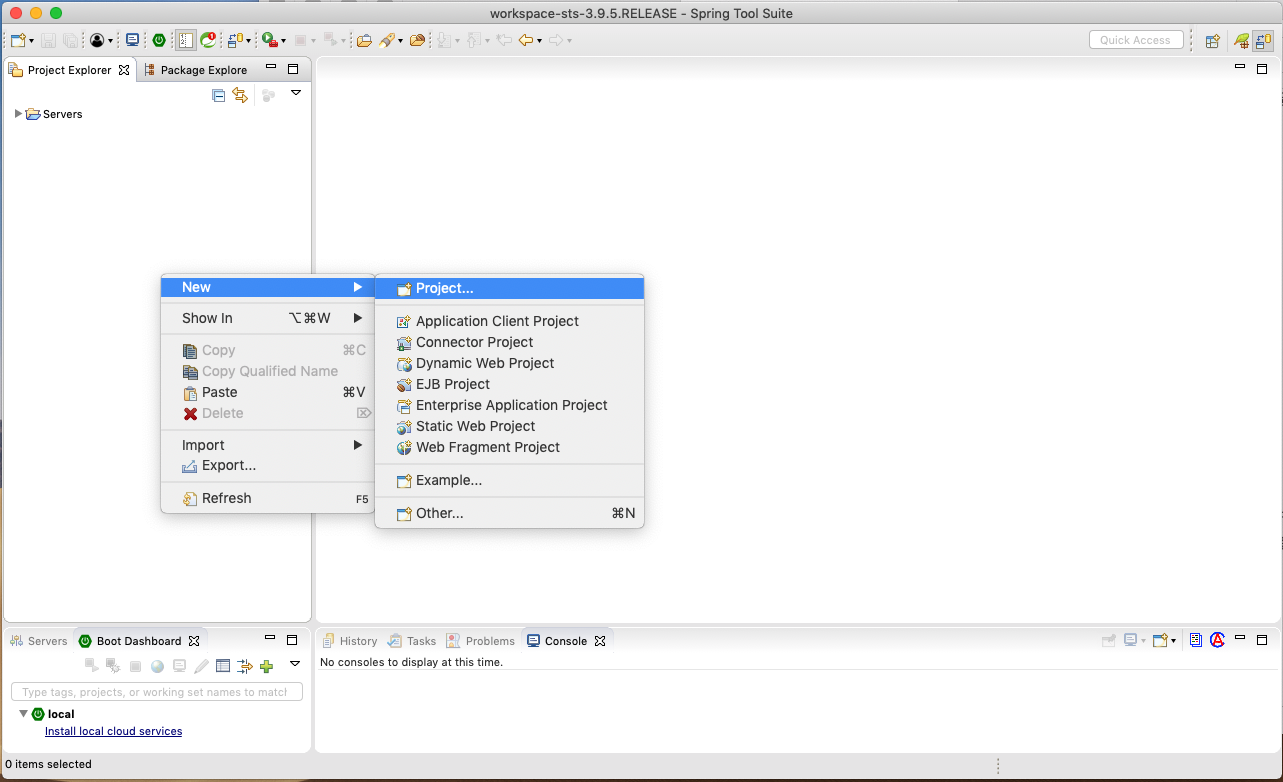 workspace-sts-3.9.5.RELEASE - Spring Tool Suite
Quick Access
Project Explorer
Package Explore
Servers
New
Show In ⌥⌘W
Copy ⌘C
Copy Qualified Name
Paste ⌘V
Delete ⌦
Import
Export...
Refresh F5
Project...
Application Client Project
Connector Project
Dynamic Web Project
EJB Project
Enterprise Application Project
Static Web Project
Web Fragment Project
Example...
Other... ⌘N
Servers
Boot Dashboard
Type tags, projects, or working set names to match
local
Install local cloud services
History
Tasks
Problems
Console
No consoles to display at this time.
0 items selected